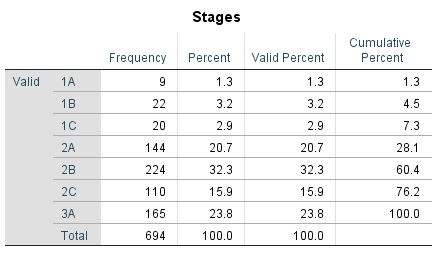 Stages
Frequency Percent Valid Percent Cumulative Percent
Valid 1A 9 1.3 1.3 1.3
1B 22 3.2 3.2 4.5
1C 20 2.9 2.9 7.3
2A 144 20.7 20.7 28.1
2B 224 32.3 32.3 60.4
2C 110 15.9 15.9 76.2
3A 165 23.8 23.8 100.0
Total 694 100.0 100.0